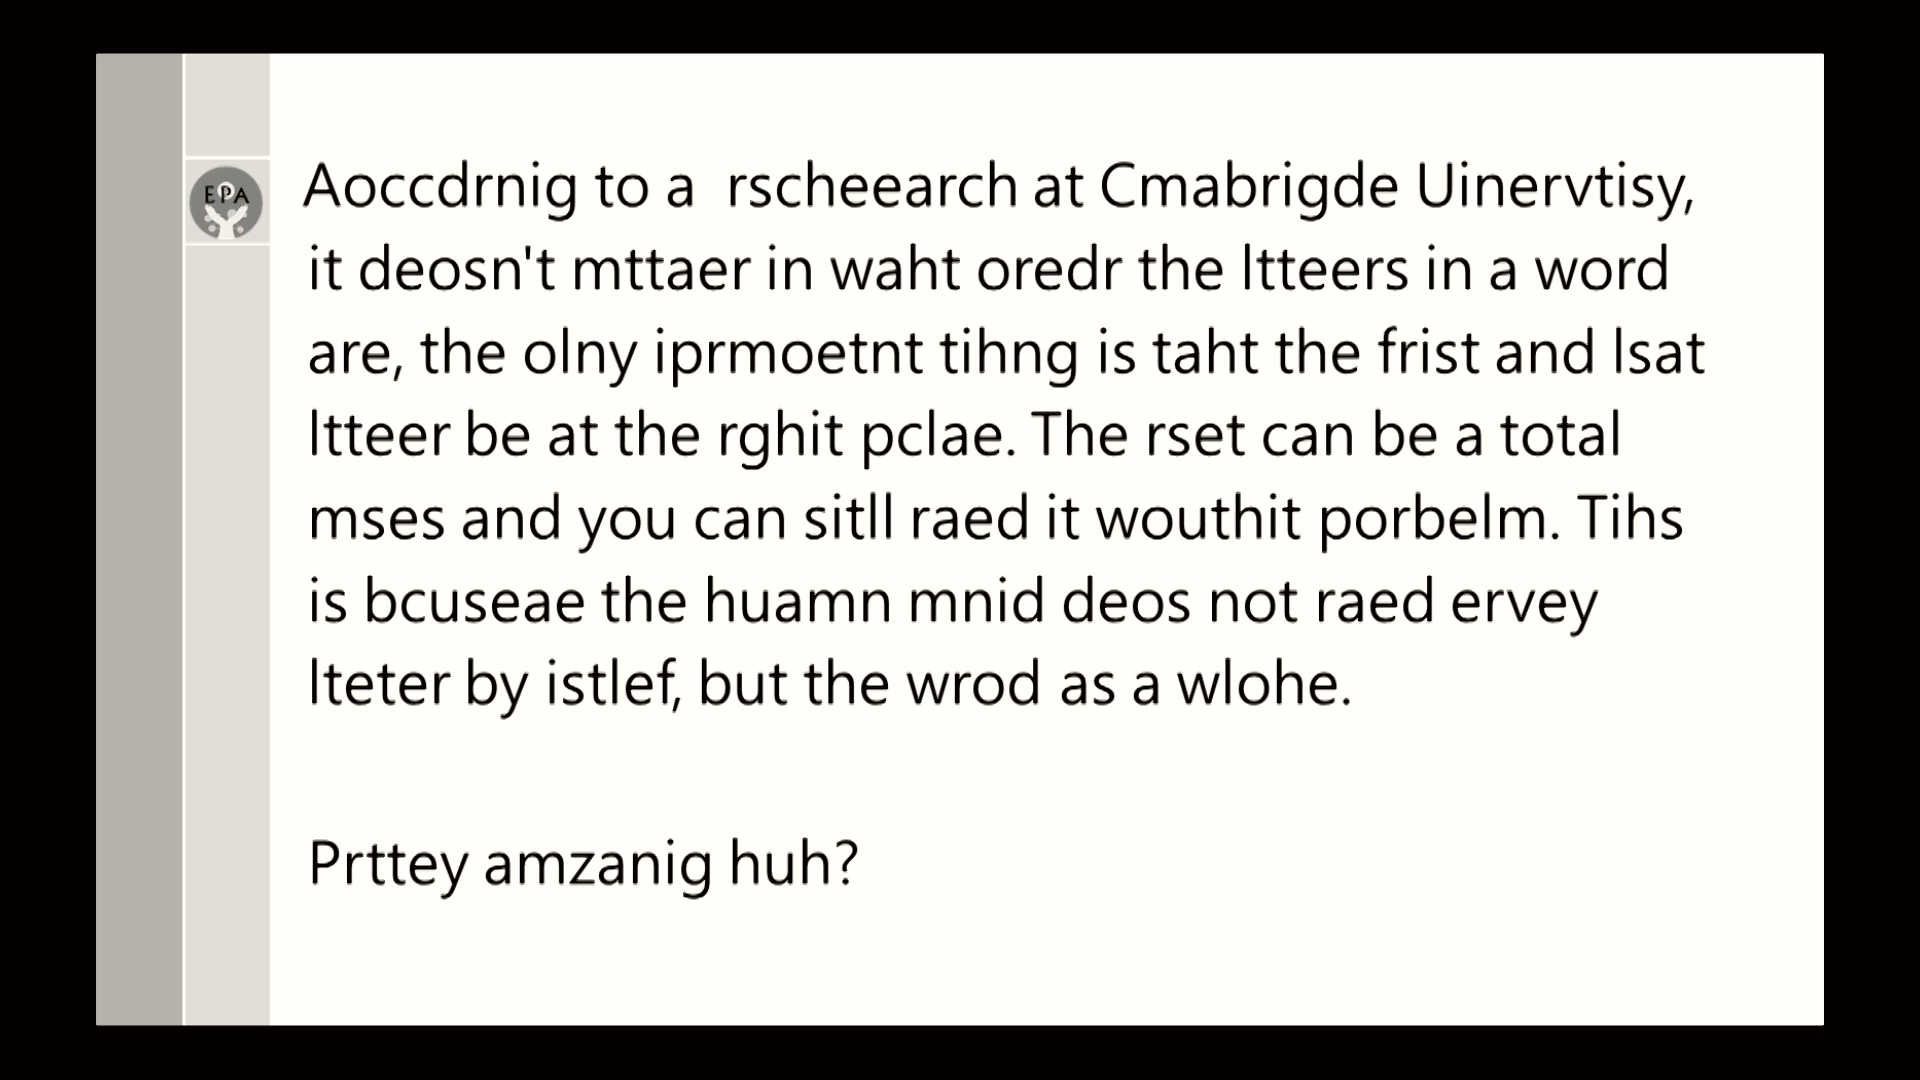 EPA
Aoccdrnig to a rscheearch at Cmabrigde Uinervtisy,
it deosn't mttaer in waht oredr the ltteers in a word
are, the olny iprmoetnt tihng is taht the frist and lsat
ltteer be at the rghit pclae. The rset can be a total
mses and you can sitll raed it wouthit porbelm. Tihs
is bcuseae the huamn mnid deos not raed ervey
lteter by istlef, but the wrod as a wlohe.
Prttey amzanig huh?